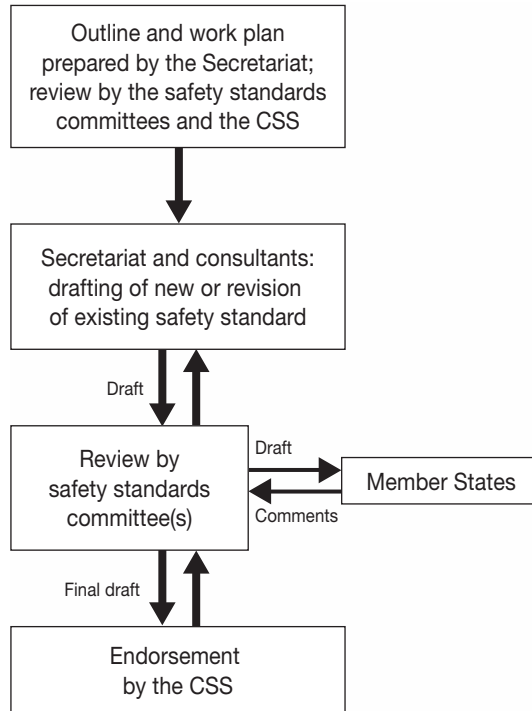 Outline and work plan
prepared by the Secretariat;
review by the safety standards
committees and the CSS
Secretariat and consultants:
drafting of new or revision
of existing safety standard
Draft
Review by
safety standards
committee(s)
Draft
Comments
Member States
Final draft
Endorsement
by the CSS